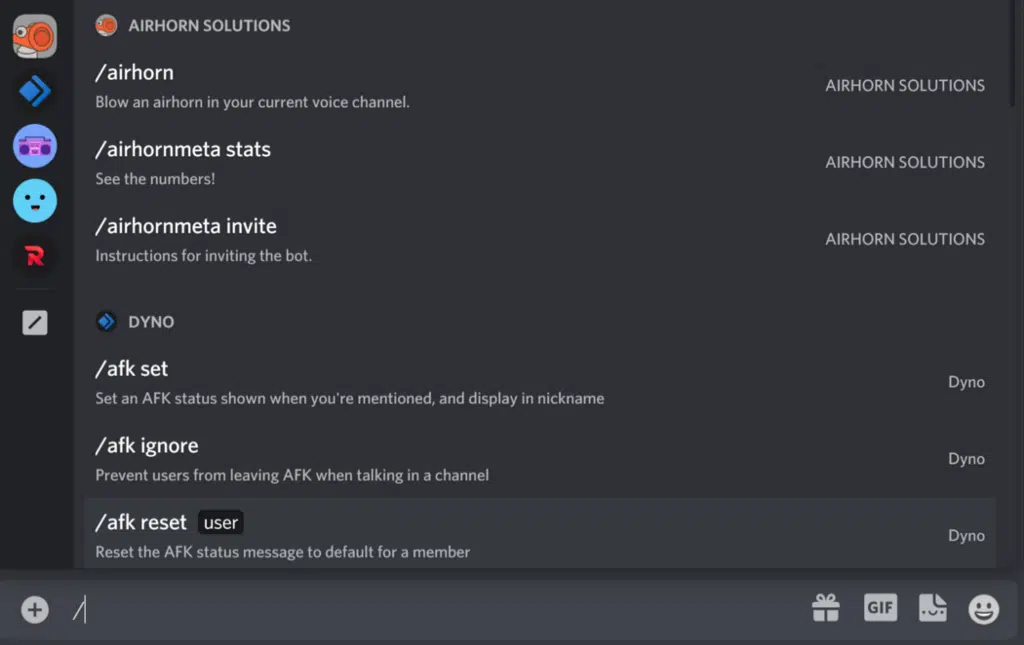 AIRHORN SOLUTIONS
/airhorn
Blow an airhorn in your current voice channel.
AIRHORN SOLUTIONS
/airhornmeta stats
See the numbers!
AIRHORN SOLUTIONS
/airhornmeta invite
Instructions for inviting the bot.
AIRHORN SOLUTIONS
DYNO
/afk set
Set an AFK status shown when you're mentioned, and display in nickname
Dyno
/afk ignore
Prevent users from leaving AFK when talking in a channel
Dyno
/afk reset user
Reset the AFK status message to default for a member
Dyno
/
GIF